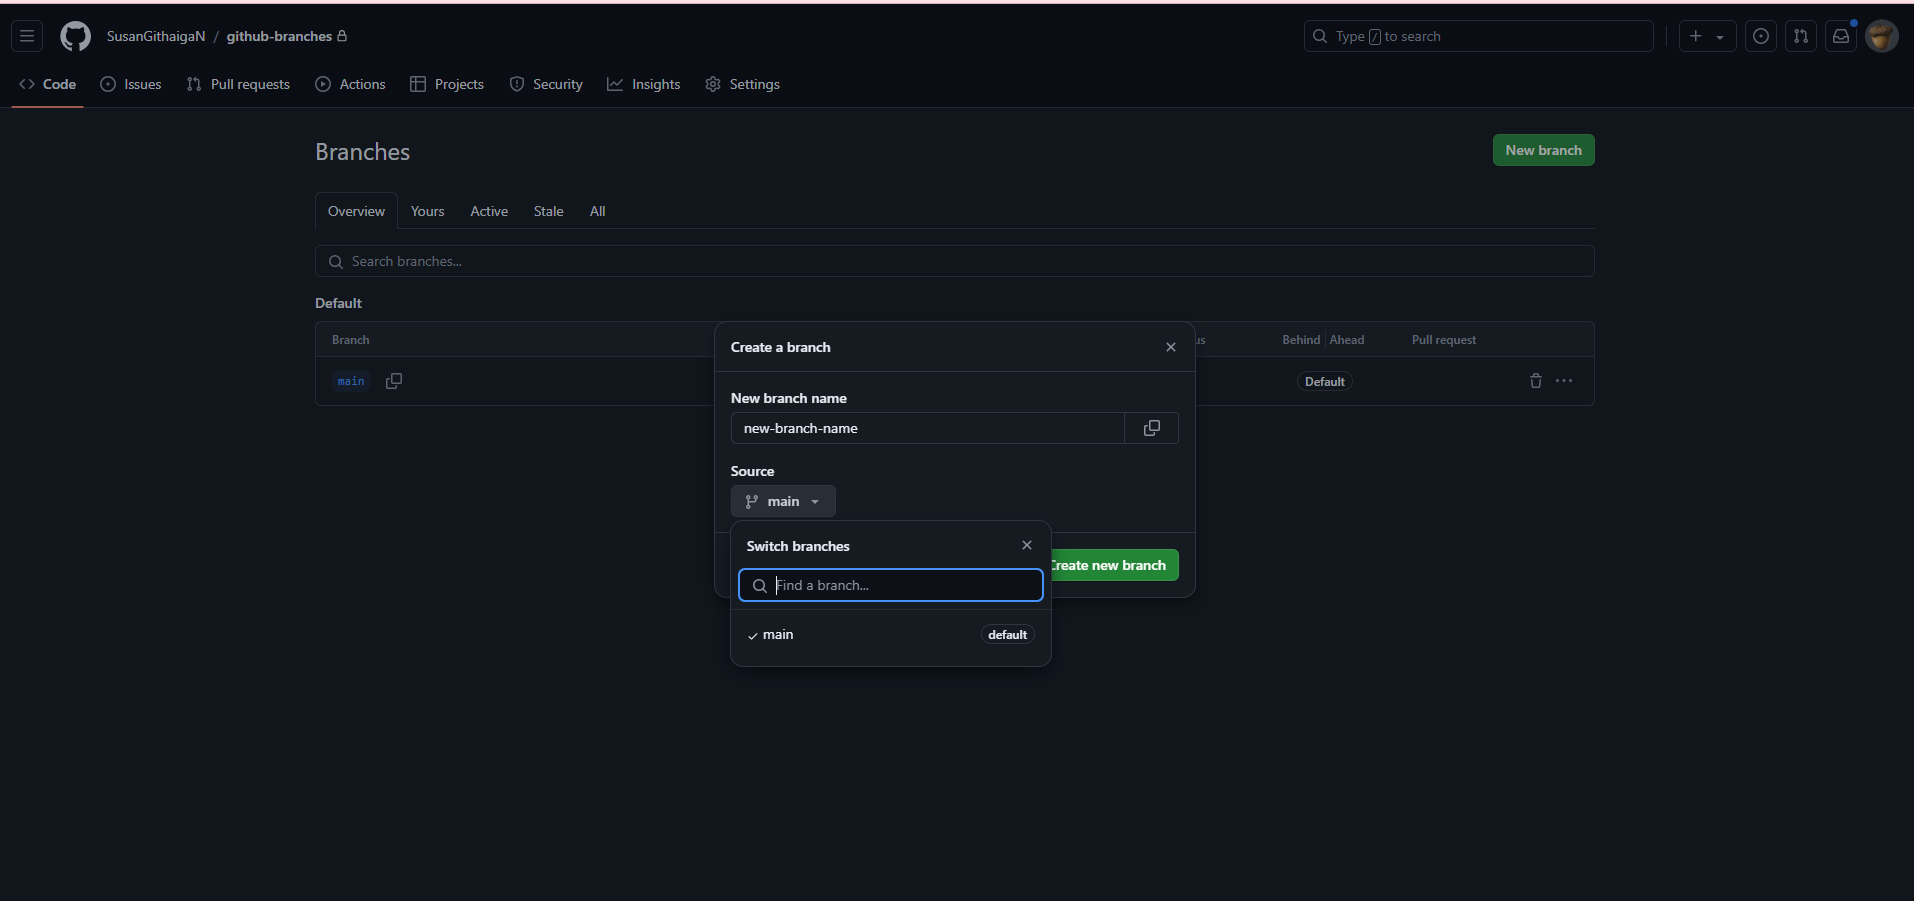 SusanGithaigaN / github-branches
Type / to search
Code Issues Pull requests Actions Projects Security Insights Settings
Branches
New branch
Overview Yours Active Stale All
Search branches...
Default
Branch
Behind Ahead Pull request
main
Default
Create a branch
New branch name
new-branch-name
Source
main
Switch branches
Create new branch
Find a branch...
main default